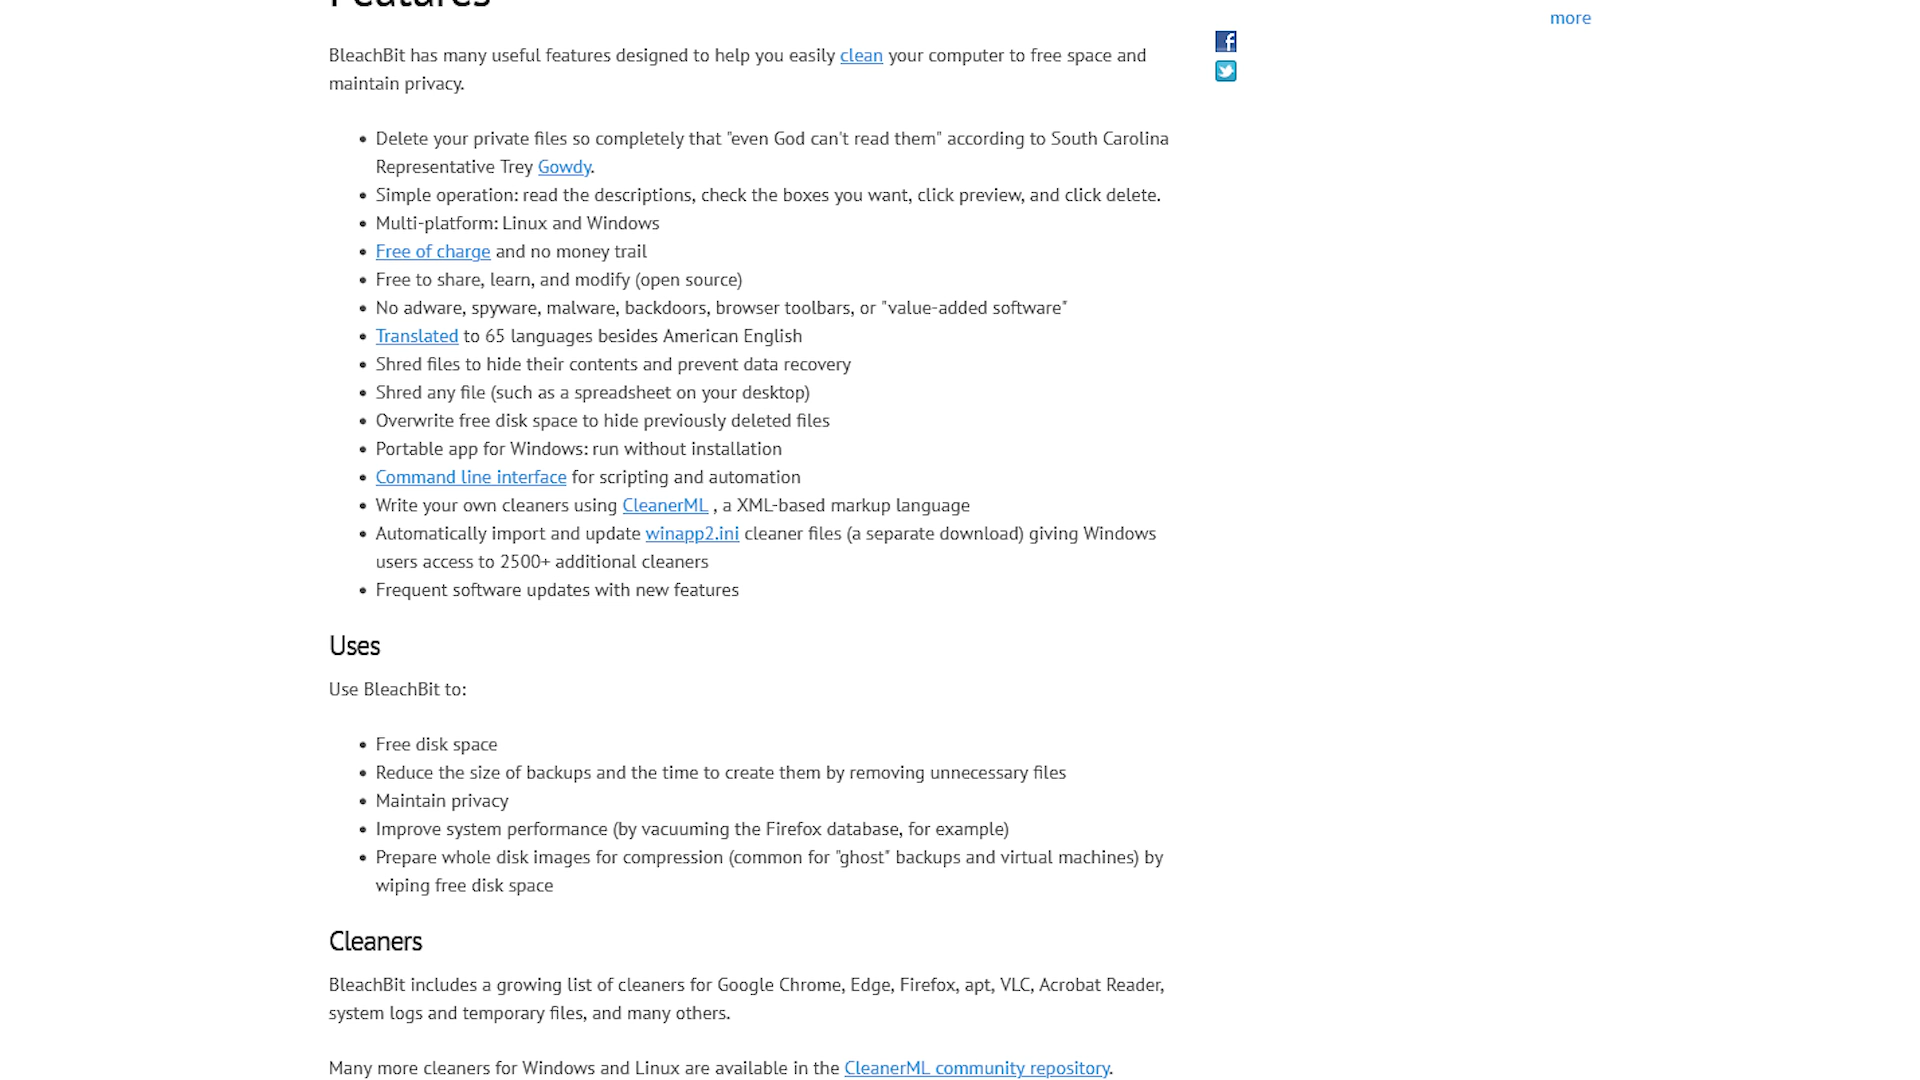 Features
more
BleachBit has many useful features designed to help you easily clean your computer to free space and
maintain privacy.
• Delete your private files so completely that "even God can't read them" according to South Carolina
Representative Trey Gowdy.
• Simple operation: read the descriptions, check the boxes you want, click preview, and click delete.
• Multi-platform: Linux and Windows
• Free of charge and no money trail
• Free to share, learn, and modify (open source)
• No adware, spyware, malware, backdoors, browser toolbars, or "value-added software"
• Translated to 65 languages besides American English
• Shred files to hide their contents and prevent data recovery
• Shred any file (such as a spreadsheet on your desktop)
• Overwrite free disk space to hide previously deleted files
• Portable app for Windows: run without installation
• Command line interface for scripting and automation
• Write your own cleaners using CleanerML , a XML-based markup language
• Automatically import and update winapp2.ini cleaner files (a separate download) giving Windows
users access to 2500+ additional cleaners
• Frequent software updates with new features
Uses
Use BleachBit to:
• Free disk space
• Reduce the size of backups and the time to create them by removing unnecessary files
• Maintain privacy
• Improve system performance (by vacuuming the Firefox database, for example)
• Prepare whole disk images for compression (common for "ghost" backups and virtual machines) by
wiping free disk space
Cleaners
BleachBit includes a growing list of cleaners for Google Chrome, Edge, Firefox, apt, VLC, Acrobat Reader,
system logs and temporary files, and many others.
Many more cleaners for Windows and Linux are available in the CleanerML community repository.